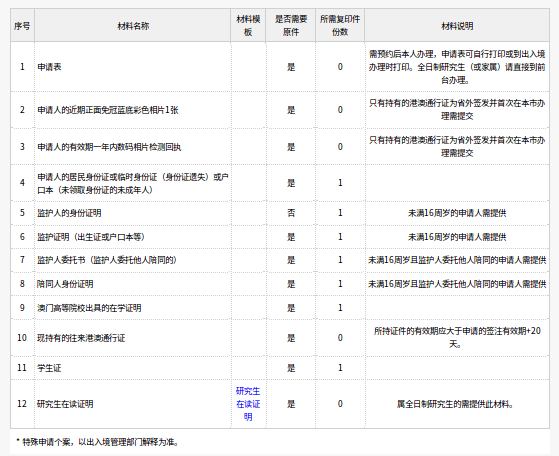 序号 材料名称 材料模板 是否需要原件 所需复印件份数 材料说明
1 申请表 是 0 需预约后本人办理，申请表可自行打印或到出入境办理时打印。全日制研究生（或家属）请直接到前台办理。
2 申请人的近期正面免冠蓝底彩色相片1张 是 0 只有持有的港澳通行证为省外签发并首次在本市办理需提交
3 申请人的有效期一年内数码相片检测回执 是 0 只有持有的港澳通行证为省外签发并首次在本市办理需提交
4 申请人的居民身份证或临时身份证（身份证遗失）或户口本（未领取身份证的未成年人） 是 1
5 监护人的身份证明 否 1 未满16周岁的申请人需提供
6 监护证明（出生证或户口本等） 是 1 未满16周岁的申请人需提供
7 监护人委托书（监护人委托他人陪同的） 是 1 未满16周岁且监护人委托他人陪同的申请人需提供
8 陪同人身份证明 是 1 未满16周岁且监护人委托他人陪同的申请人需提供
9 澳门高等院校出具的在学证明 是 1
10 现持有的往来港澳通行证 是 0 所持证件的有效期应大于申请的签注有效期+20天。
11 学生证 是 1
12 研究生在读证明 研究生在读证明 是 0 属全日制研究生的需提供此材料。
* 特殊申请个案，以出入境管理部门解释为准。